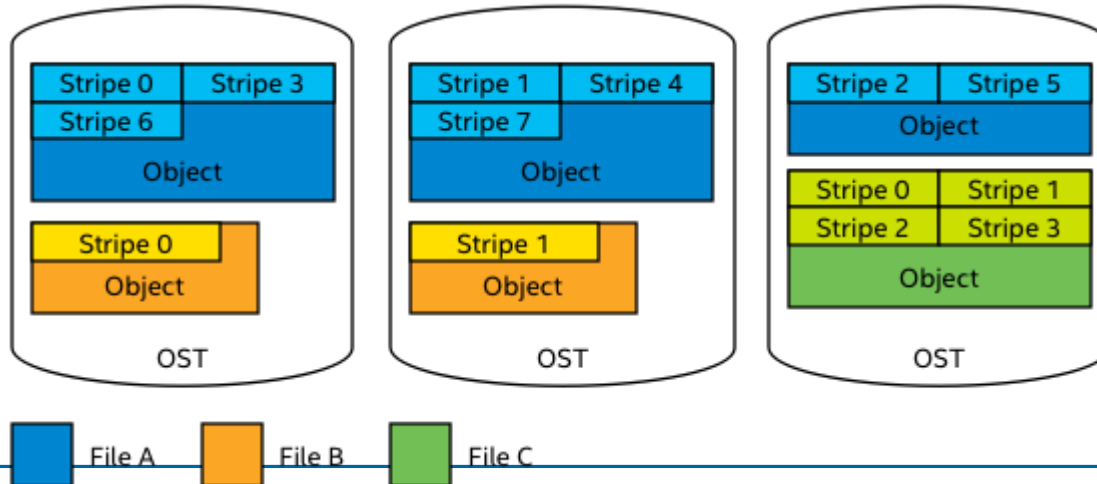 Stripe 0 Stripe 3
Stripe 6
Object
Stripe 0
Object
OST
Stripe 1 Stripe 4
Stripe 7
Object
Stripe 1
Object
OST
Stripe 2 Stripe 5
Object
Stripe 0 Stripe 1
Stripe 2 Stripe 3
Object
OST
File A File B File C